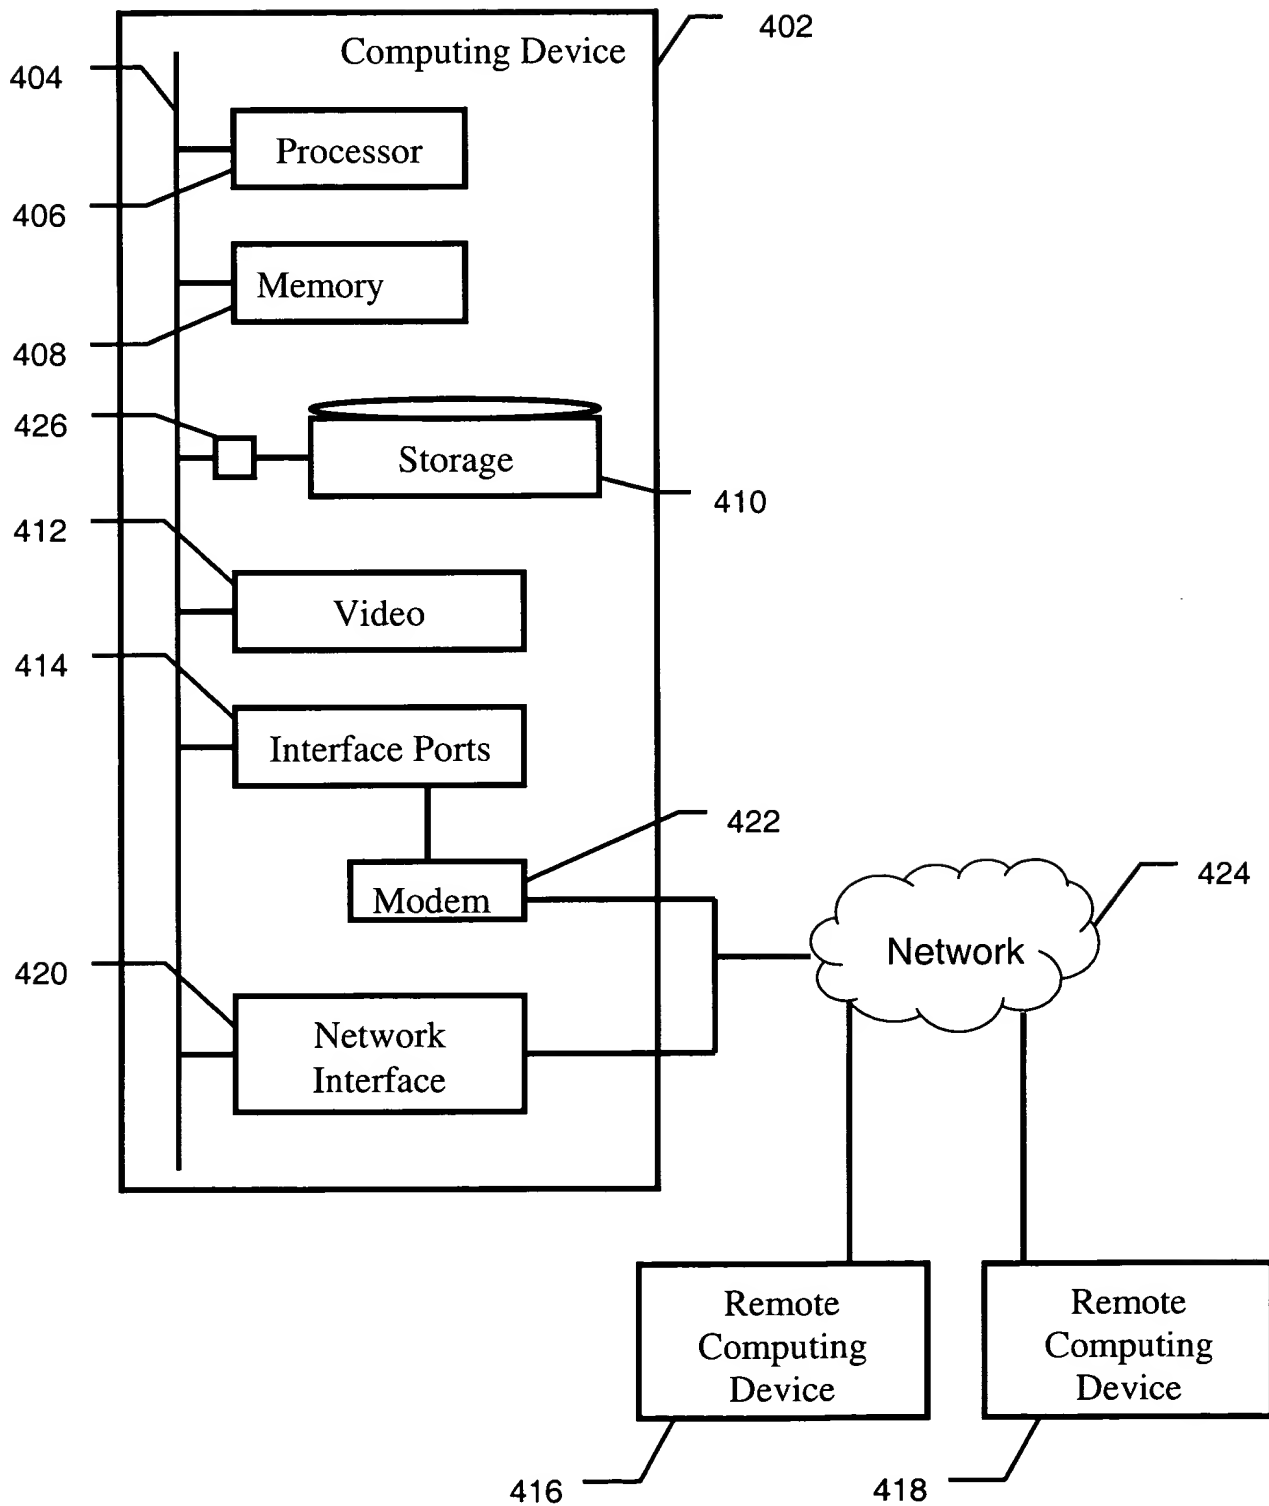 402
Computing Device
404
Processor
406
Memory
408
426
Storage
410
412
Video
414
Interface Ports
422
Modem
424
Network
420
Network
Interface
Remote
Computing
Device
Remote
Computing
Device
416
418